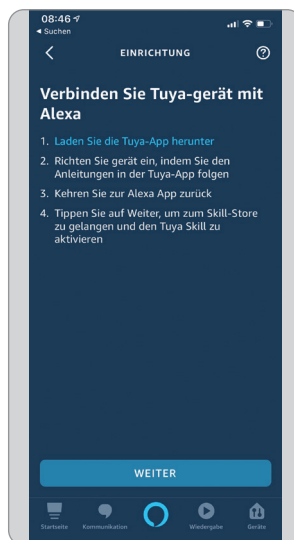 08:46
◀ Suchen
EINRICHTUNG
Verbinden Sie Tuya-gerät mit
Alexa
1. Laden Sie die Tuya-App herunter
2. Richten Sie gerät ein, indem Sie den
Anleitungen in der Tuya-App folgen
3. Kehren Sie zur Alexa App zurück
4. Tippen Sie auf Weiter, um zum Skill-Store
zu gelangen und den Tuya Skill zu
aktivieren
WEITER
Startseite Kommunikation Wiedergabe Geräte